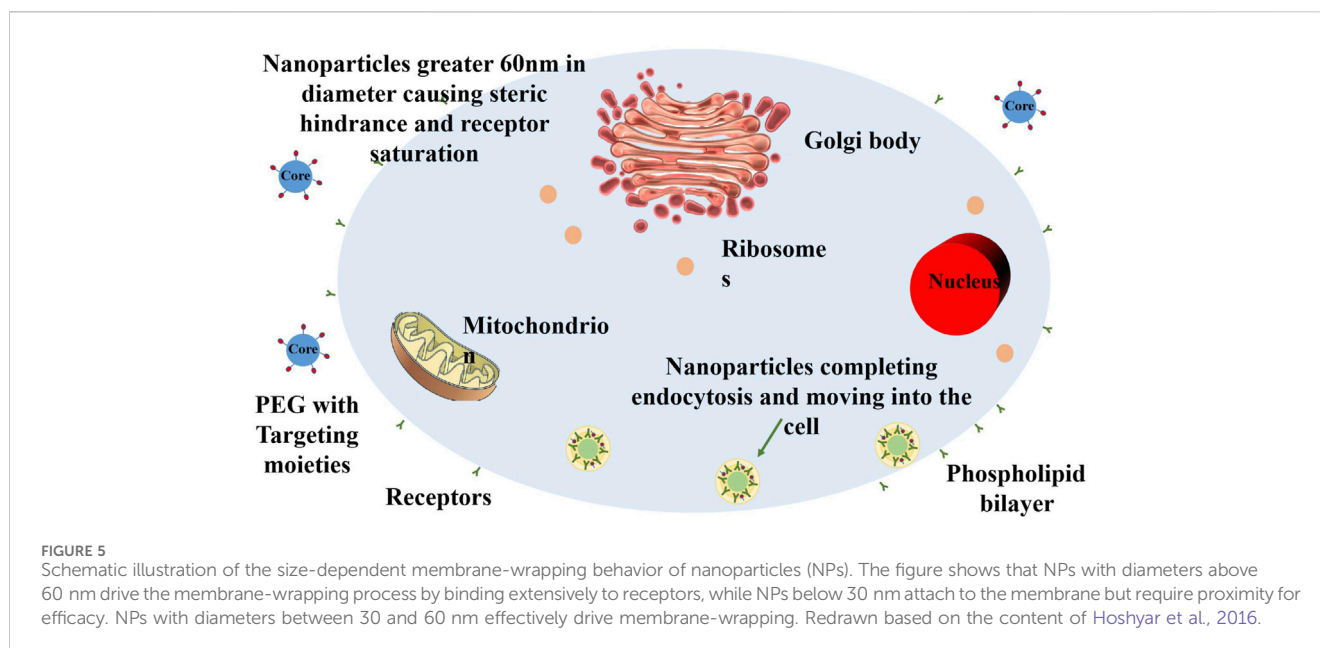 Nanoparticles greater 60nm in
diameter causing steric
hindrance and receptor
saturation
Core
Core
Golgi body
Ribosome
s
Nucleus
Mitochondrio
n
Core
PEG with
Targeting
moieties
Nanoparticles completing
endocytosis and moving into the
cell
Receptors
Phospholipid
bilayer
FIGURE 5
Schematic illustration of the size-dependent membrane-wrapping behavior of nanoparticles (NPs). The figure shows that NPs with diameters above
60 nm drive the membrane-wrapping process by binding extensively to receptors, while NPs below 30 nm attach to the membrane but require proximity for
efficacy. NPs with diameters between 30 and 60 nm effectively drive membrane-wrapping. Redrawn based on the content of Hoshyar et al., 2016.